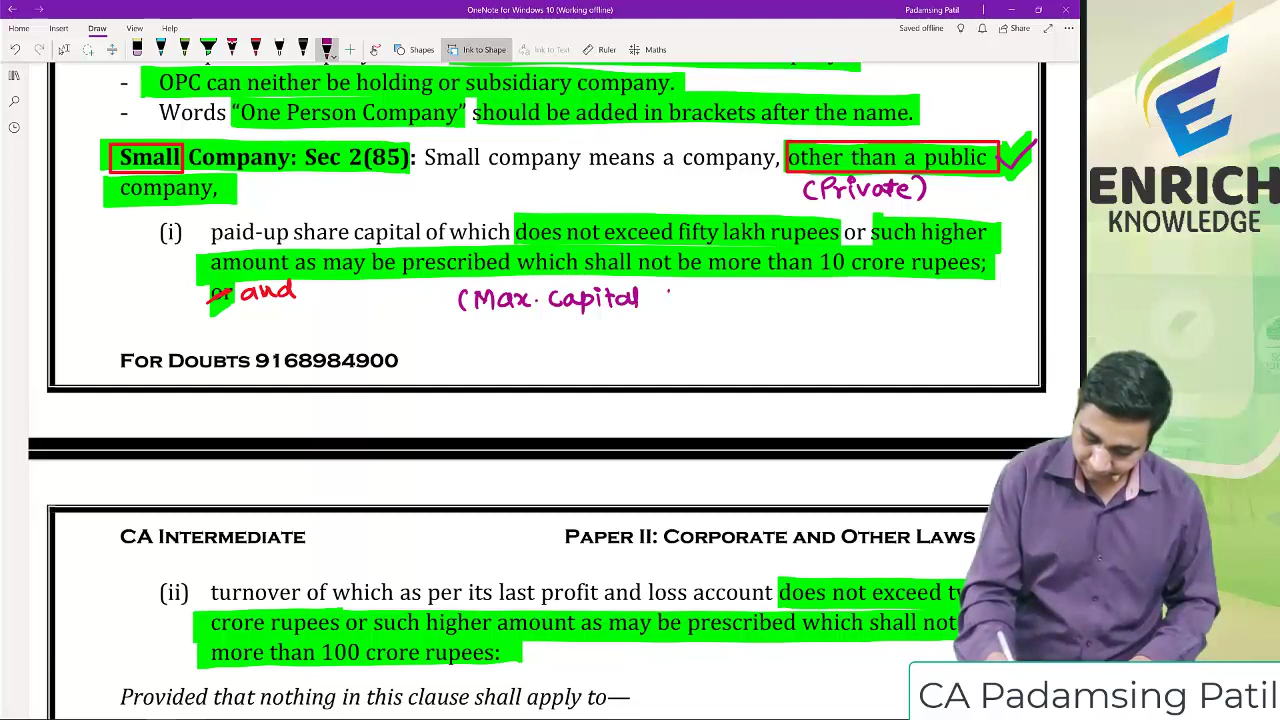 OneNote for Windows 10 (Working offline)
Padamsing Patil
Home Insert Draw View Help
Saved offline
Share
Shapes
Ink to Shape
Ink to Text
Ruler
Maths
- OPC can neither be holding or subsidiary company.
- Words “One Person Company” should be added in brackets after the name.
Small Company: Sec 2(85): Small company means a company, other than a public
company,
(Private)
(i) paid-up share capital of which does not exceed fifty lakh rupees or such higher
amount as may be prescribed which shall not be more than 10 crore rupees;
or and
(Max. Capital
For Doubts 9168984900
CA Intermediate Paper II: Corporate and Other Laws
(ii) turnover of which as per its last profit and loss account does not exceed
crore rupees or such higher amount as may be prescribed which shall not
more than 100 crore rupees:
Provided that nothing in this clause shall apply to—
ENRICH
KNOWLEDGE
CA Padamsing Patil